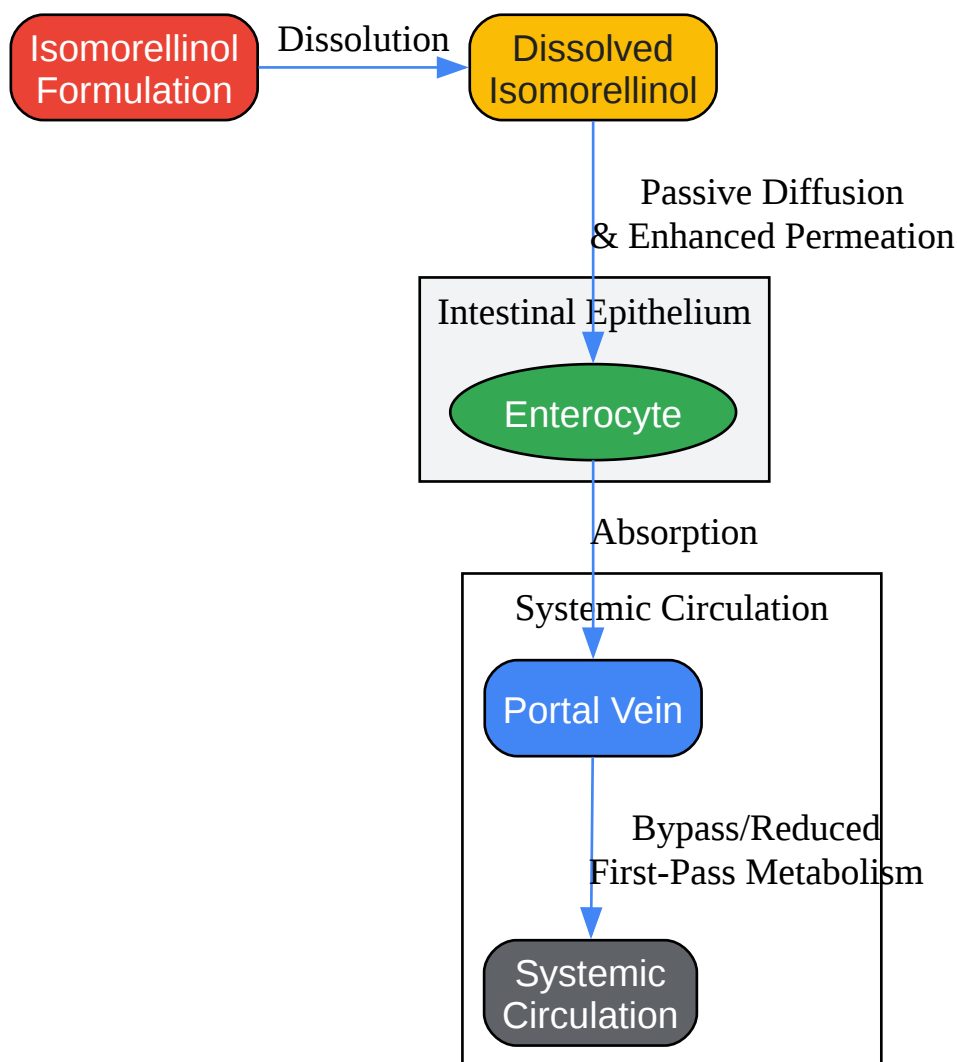 Isomorellinol
Formulation
Dissolution
Dissolved
Isomorellinol
Passive Diffusion
& Enhanced Permeation
Intestinal Epithelium
Enterocyte
Absorption
Systemic Circulation
Portal Vein
Bypass/Reduced
First-Pass Metabolism
Systemic
Circulation